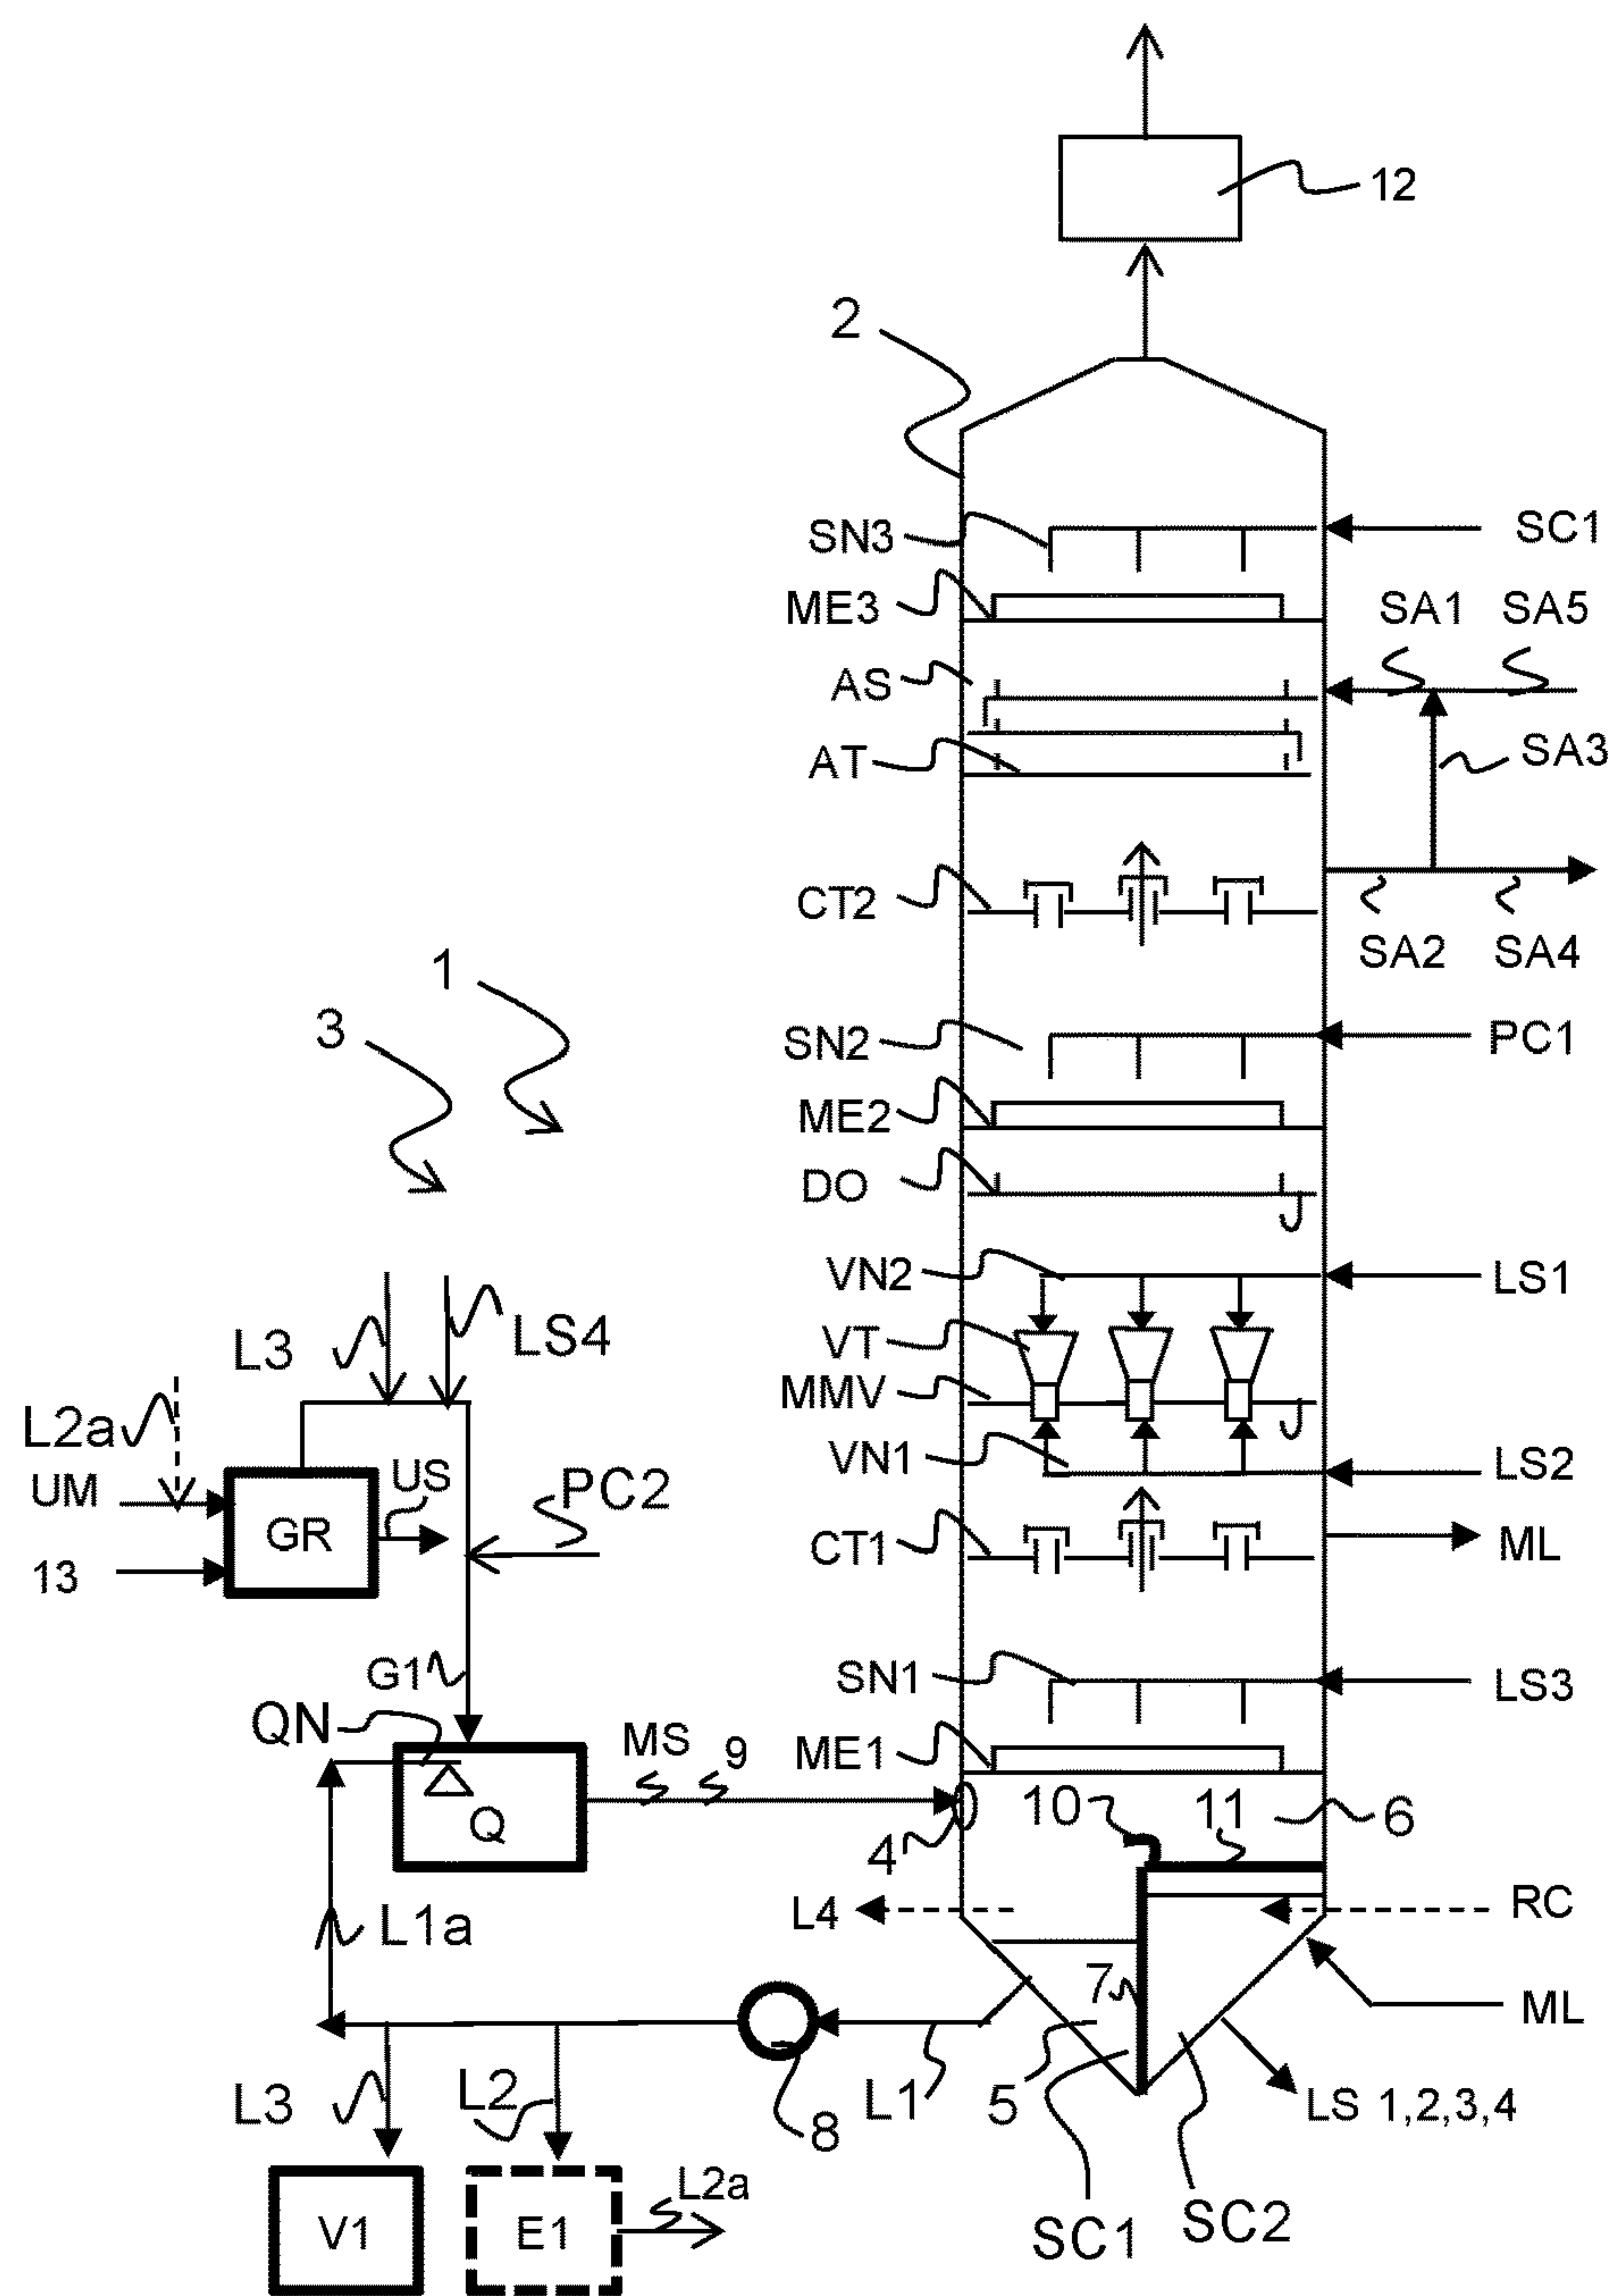 12
2
SN3 SC1
ME3 SA1 SA5
AS
AT SA3
CT2
SA2 SA4
1
3
SN2 PC1
ME2
DO
VN2 LS1
L3 LS4 VT
L2a MMV
UM US PC2 VN1 LS2
GR CT1 ML
13
G1 SN1 LS3
QN MS 9 ME1
Q 4 10 11 6
L1a L4 RC
7 ML
L3 L2 8 L1 5 LS 1,2,3,4
L2a
V1 E1 SC1 SC2